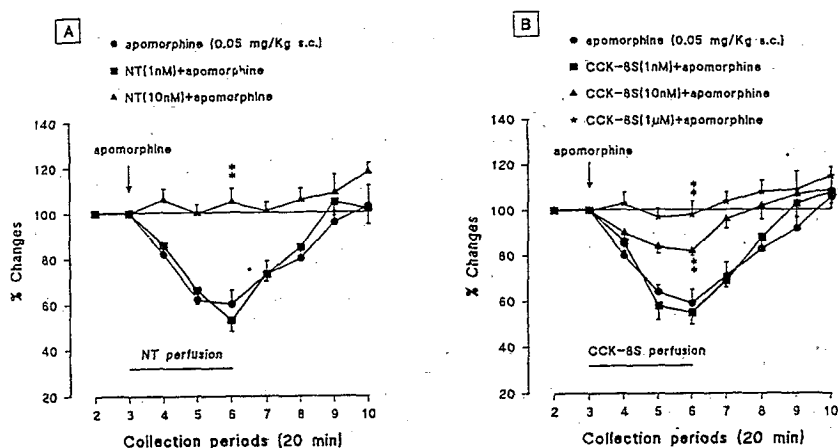 A
apomorphine (0.05 mg/Kg s.c.)
NT(1nM)+apomorphine
NT(10nM)+apomorphine
140
120
100
80
60
40
20
% Changes
apomorphine
**
NT perfusion
2 3 4 5 6 7 8 9 10
Collection periods (20 min)
B
apomorphine (0.05 mg/Kg s.c.)
CCK-8S(1nM)+apomorphine
CCK-8S(10nM)+apomorphine
CCK-8S(1µM)+apomorphine
140
120
100
80
60
40
20
% Changes
apomorphine
**
**
CCK-8S perfusion
2 3 4 5 6 7 8 9 10
Collection periods (20 min)